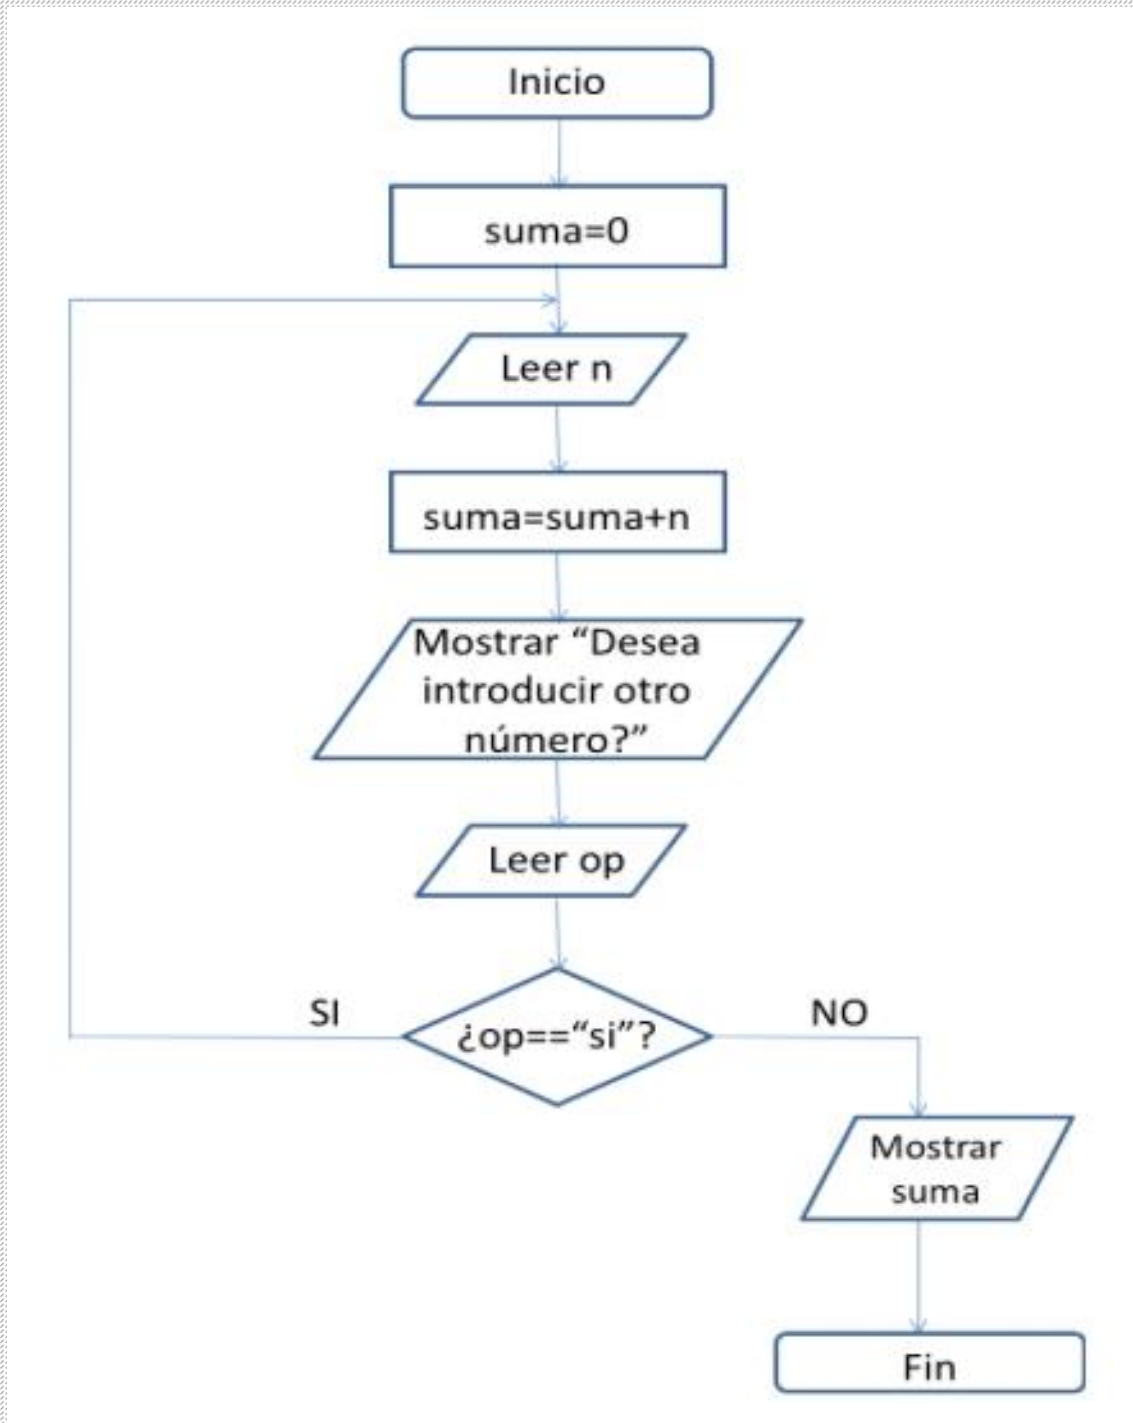 Inicio
suma=0
Leer n
suma=suma+n
Mostrar “Desea
introducir otro
número?”
Leer op
SI
¿op==“si”?
NO
Mostrar
suma
Fin